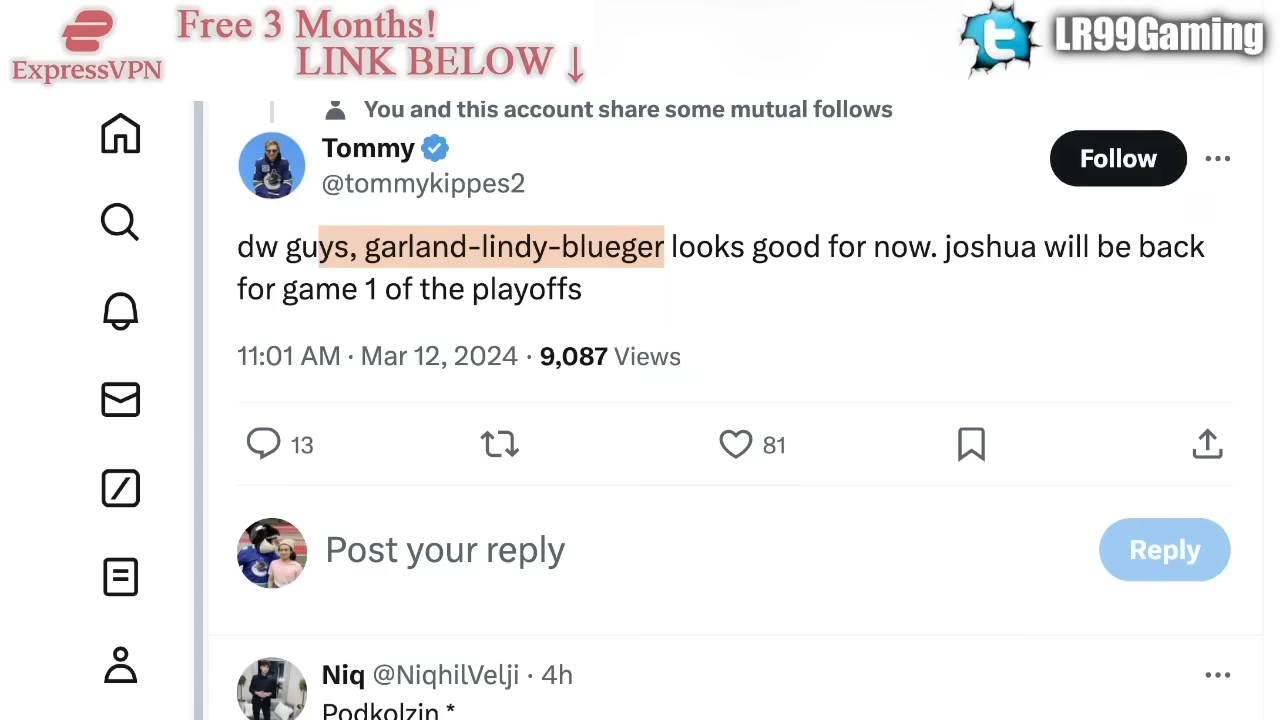 Free 3 Months!
LINK BELOW ↓
ExpressVPN
LR99Gaming
You and this account share some mutual follows
Tommy
@tommykippes2
Follow
dw guys, garland-lindy-blueger looks good for now. joshua will be back
for game 1 of the playoffs
11:01 AM · Mar 12, 2024 · 9,087 Views
13
81
Post your reply
Reply
Niq @NiqhilVelji · 4h
Podkolzin *